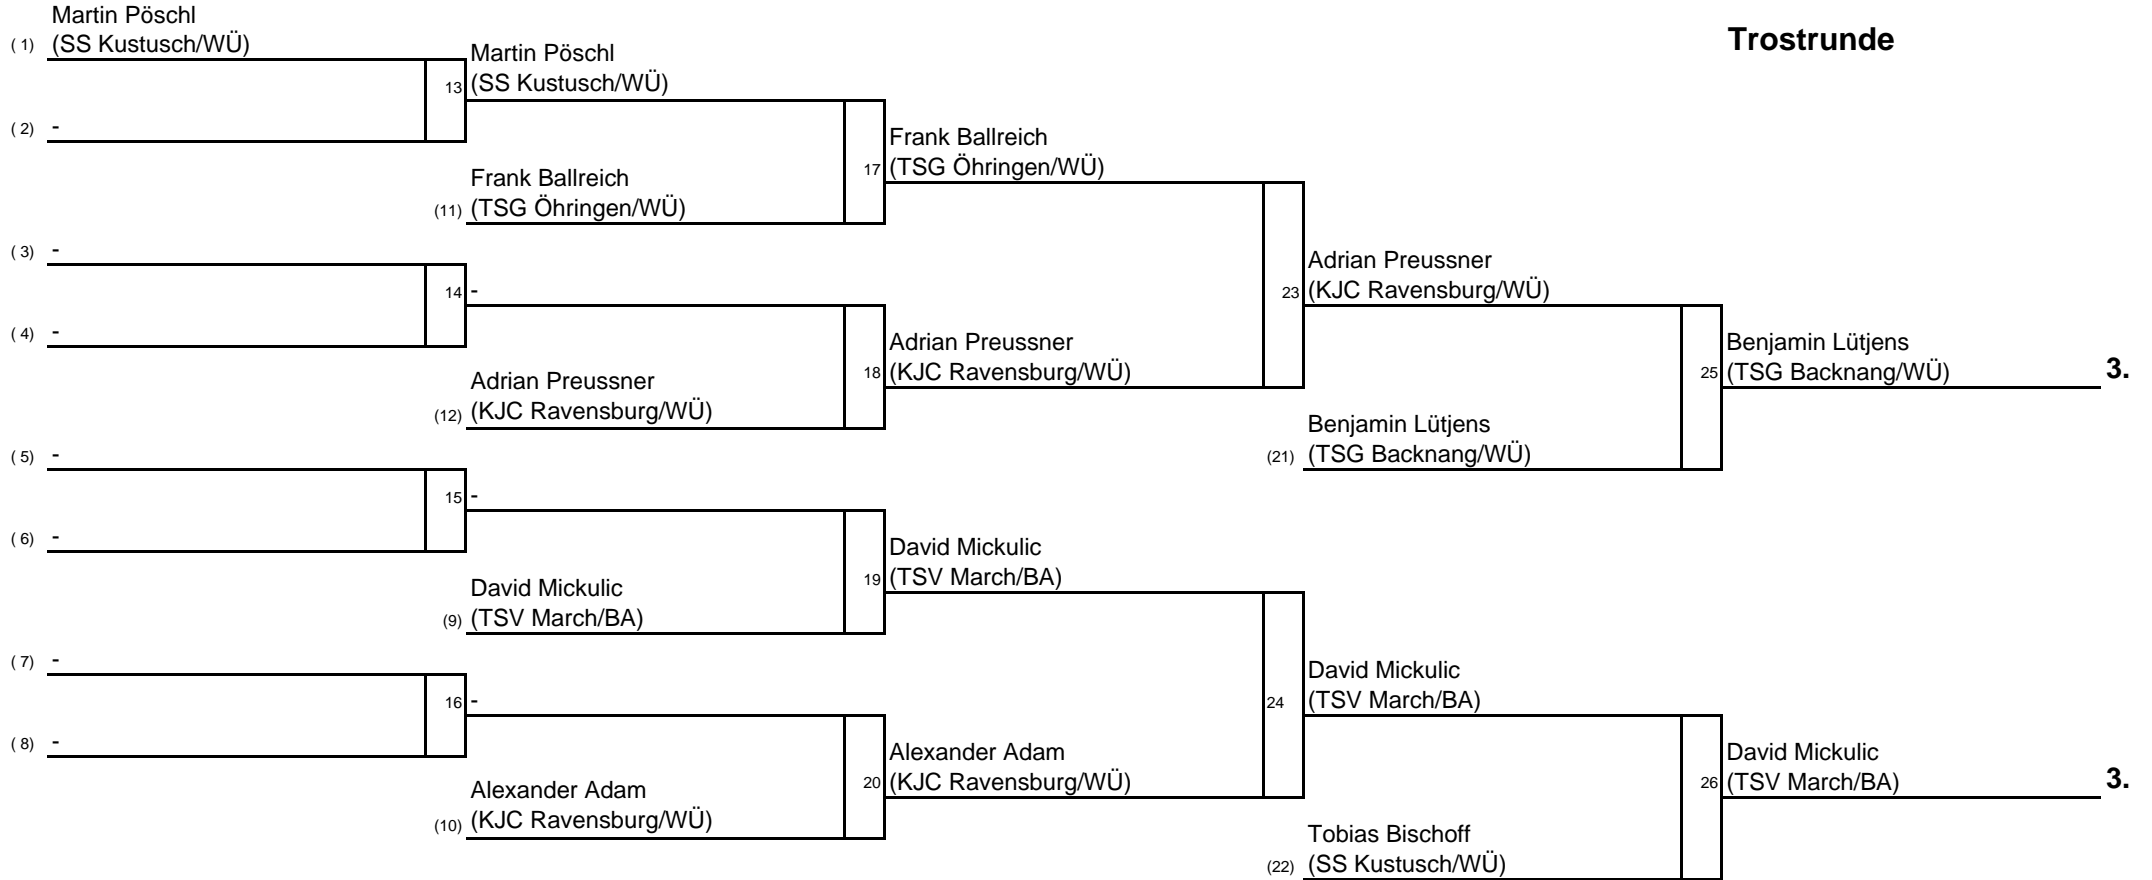 Trostrunde
Martin Pöschl
( 1) (SS Kustusch/WÜ)
( 2) -
13 Martin Pöschl
(SS Kustusch/WÜ)
Frank Ballreich
(11) (TSG Öhringen/WÜ)
17 Frank Ballreich
(TSG Öhringen/WÜ)
( 3) -
( 4) -
14 -
Adrian Preussner
(12) (KJC Ravensburg/WÜ)
18 Adrian Preussner
(KJC Ravensburg/WÜ)
23 Adrian Preussner
(KJC Ravensburg/WÜ)
Benjamin Lütjens
(21) (TSG Backnang/WÜ)
25 Benjamin Lütjens
(TSG Backnang/WÜ)
3.
( 5) -
( 6) -
15 -
David Mickulic
(9) (TSV March/BA)
19 David Mickulic
(TSV March/BA)
( 7) -
( 8) -
16 -
Alexander Adam
(10) (KJC Ravensburg/WÜ)
20 Alexander Adam
(KJC Ravensburg/WÜ)
24 David Mickulic
(TSV March/BA)
Tobias Bischoff
(22) (SS Kustusch/WÜ)
26 David Mickulic
(TSV March/BA)
3.